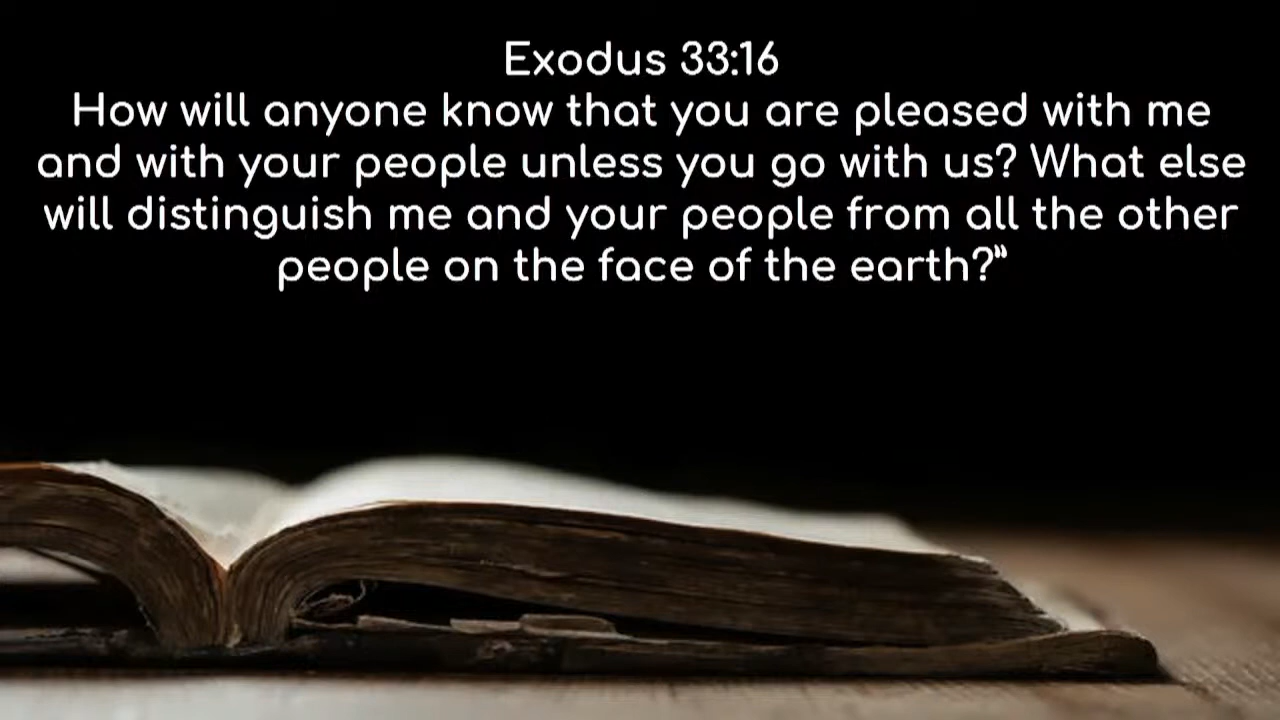 Exodus 33:16
How will anyone know that you are pleased with me
and with your people unless you go with us? What else
will distinguish me and your people from all the other
people on the face of the earth?”